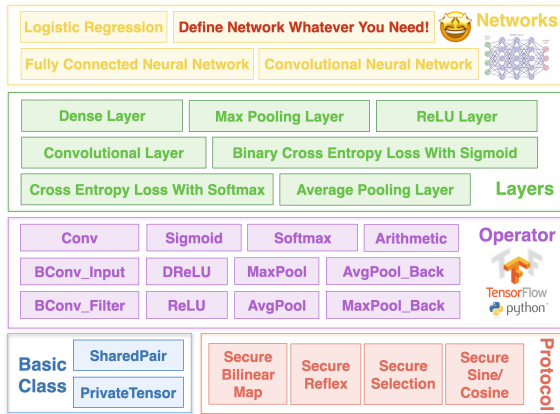 Logistic Regression
Define Network Whatever You Need!
Networks
Fully Connected Neural Network
Convolutional Neural Network
Dense Layer
Max Pooling Layer
ReLU Layer
Convolutional Layer
Binary Cross Entropy Loss With Sigmoid
Cross Entropy Loss With Softmax
Average Pooling Layer
Layers
Conv
Sigmoid
Softmax
Arithmetic
Operator
BConv_Input
DReLU
MaxPool
AvgPool_Back
TensorFlow
BConv_Filter
ReLU
AvgPool
MaxPool_Back
python
Basic
Class
SharedPair
PrivateTensor
Secure
Bilinear
Map
Secure
Reflex
Secure
Selection
Secure
Sine/
Cosine
Protocol